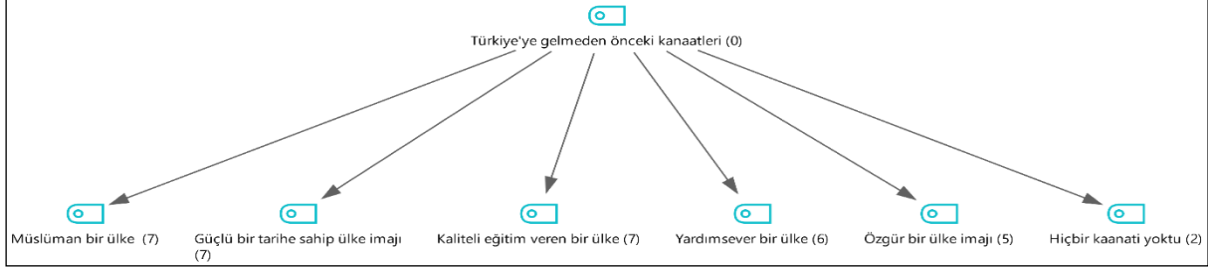 Türkiye'ye gelmeden önceki kanaatleri (0)
Müslüman bir ülke (7)
Güçlü bir tarihe sahip ülke imajı
(7)
Kaliteli eğitim veren bir ülke (7)
Yardımsever bir ülke (6)
Özgür bir ülke imajı (5)
Hiçbir kaanati yoktu (2)